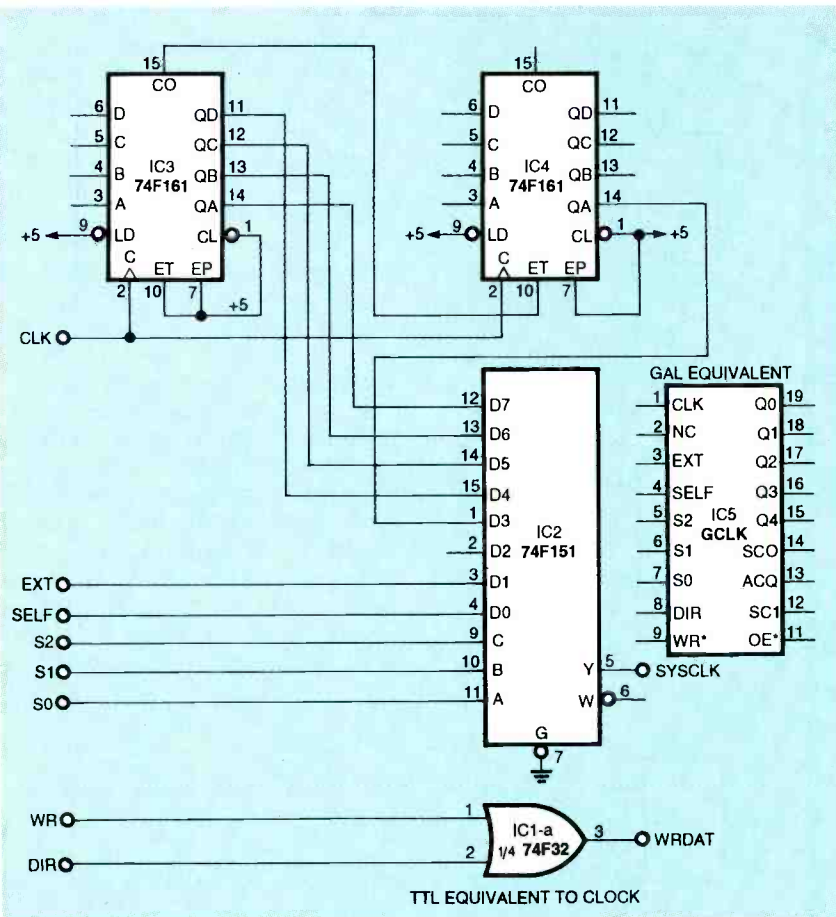 15 15
CO CO
6 D QD 11 6 D QD 11
5 C QC 12 5 C QC 12
4 B IC3 QB 13 4 B IC4 QB 13
74F161 74F161
3 A QA 14 3 A QA 14
+5 9 LD CL 1 +5 9 LD CL 1 +5
C ET EP C ET EP
2 10 7 +5 2 10 7
CLK
GAL EQUIVALENT
12 D7 1 CLK Q0 19
13 D6 2 NC Q1 18
14 D5 3 EXT Q2 17
15 D4 4 SELF Q3 16
1 D3 5 S2 IC5 Q4 15
IC2 GCLK
2 D2 74F151 6 S1 SCO 14
EXT 3 D1 7 S0 ACQ 13
SELF 4 D0 8 DIR SC1 12
S2 9 C 9 WR* OE* 11
S1 10 B Y 5 SYSCLK
S0 11 A W 6
G
7
WR 1
IC1-a 3 WRDAT
1/4 74F32
DIR 2
TTL EQUIVALENT TO CLOCK